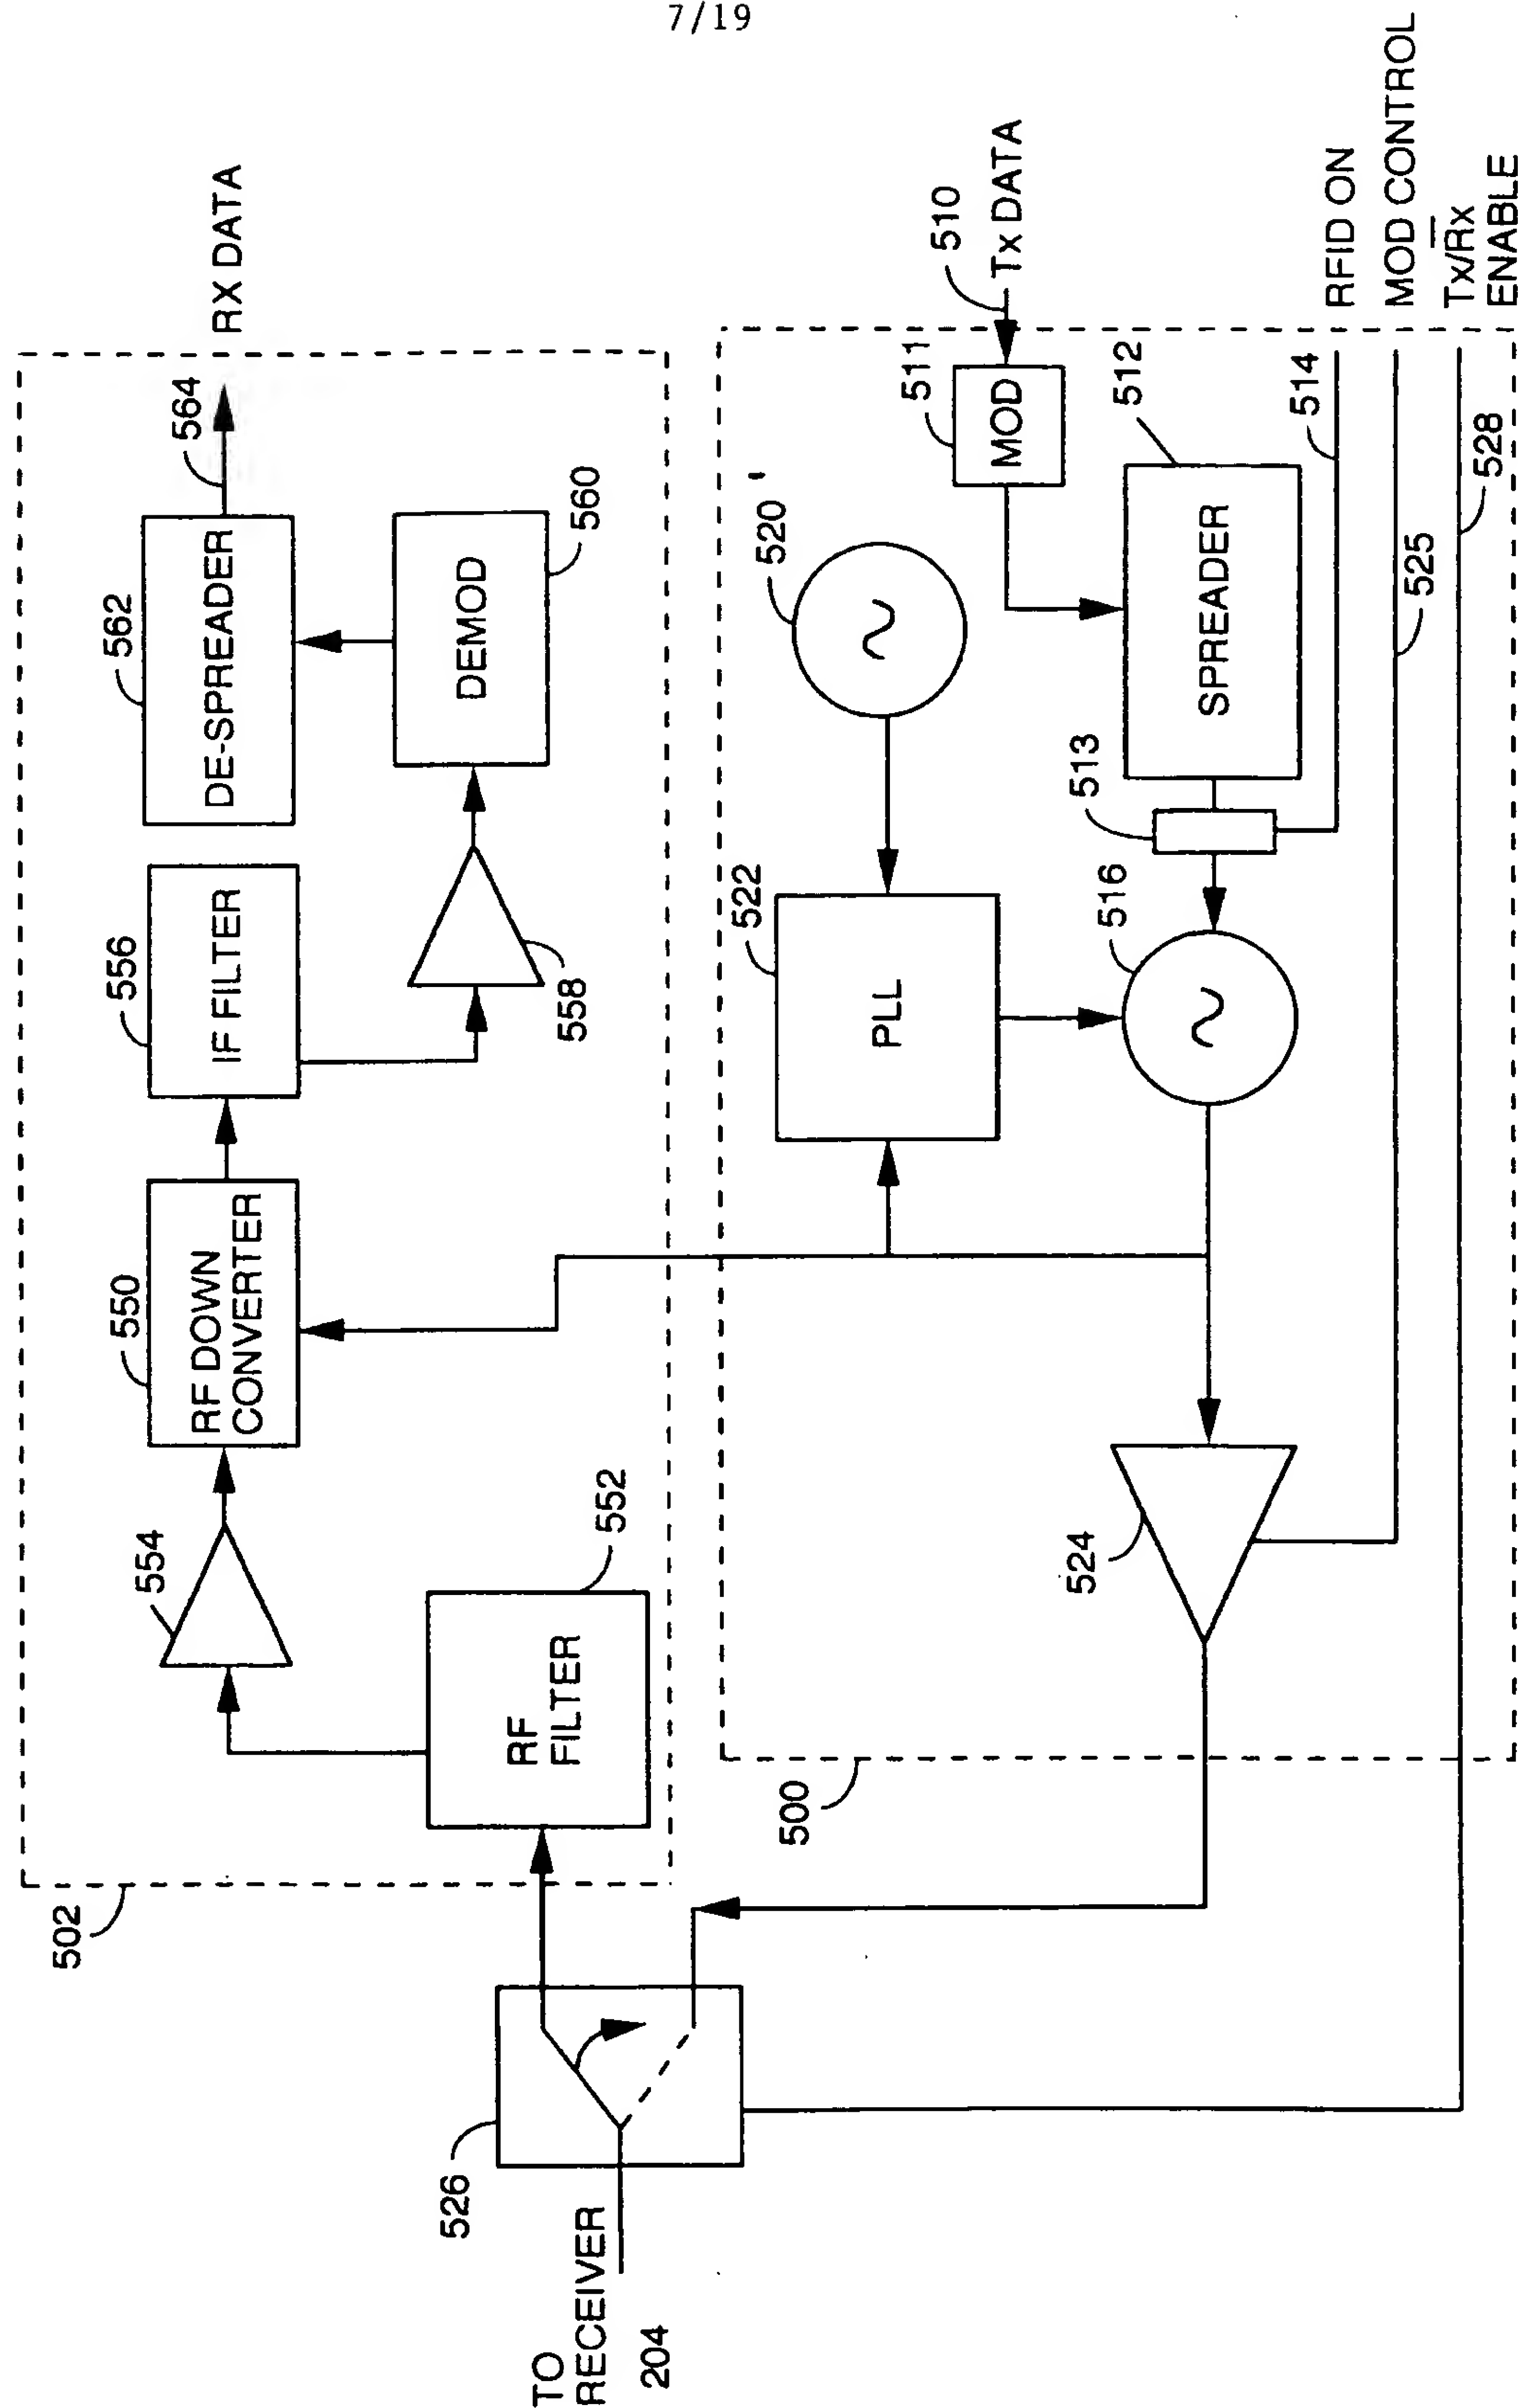 7/19
502
554
550
RF DOWN
CONVERTER
556
IF FILTER
562
DE-SPREADER
564
RX DATA
RF
FILTER
552
558
DEMOD
560
526
TO
RECEIVER
204
500
524
522
PLL
520
516
513
SPREADER
512
511
MOD
510
Tx DATA
514
RFID ON
525
MOD CONTROL
528
Tx/R̅x
ENABLE